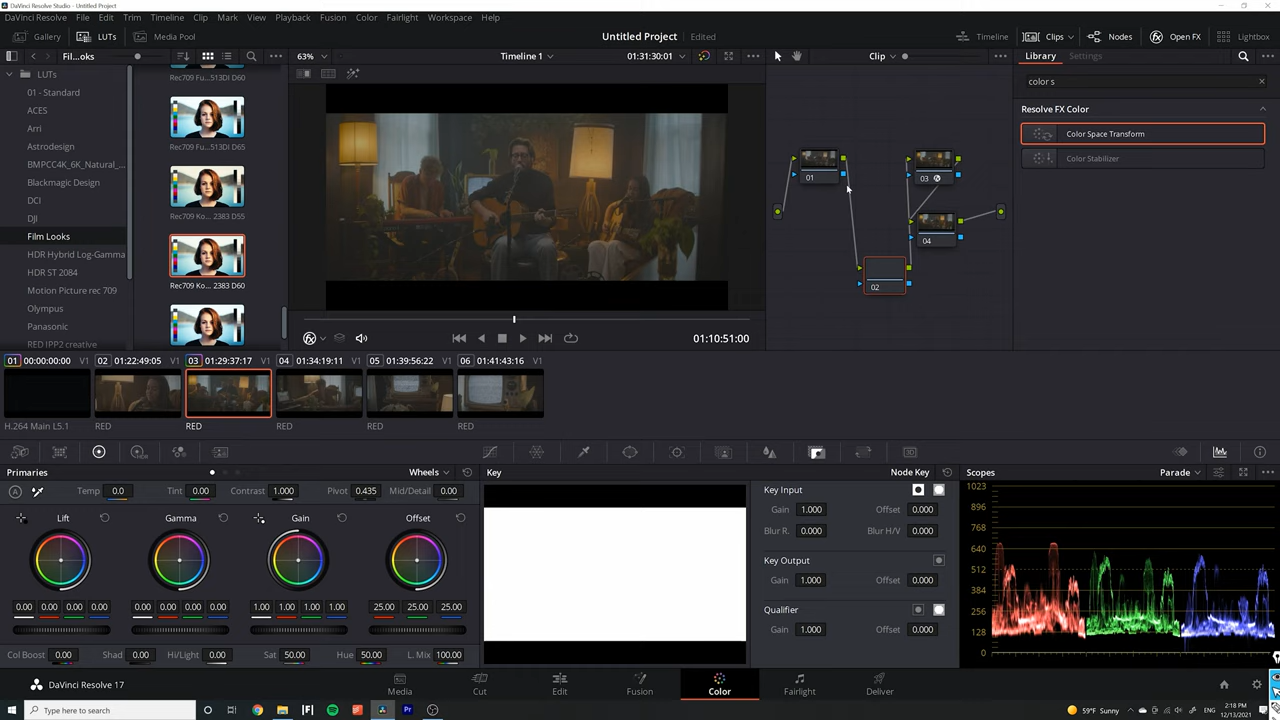 DaVinci Resolve Studio - Untitled Project
DaVinci Resolve File Edit Trim Timeline Clip Mark View Playback Fusion Color Fairlight Workspace Help
Gallery LUTs Media Pool Untitled Project Edited Timeline Clips Nodes Open FX Lightbox
Fil...oks 63% Timeline 1 01:31:30:01 Clip Library Settings
LUTs
01 - Standard
ACES
Arri
Astrodesign
BMPCC4K_6K_Natural_...
Blackmagic Design
DCI
DJI
Film Looks
HDR Hybrid Log-Gamma
HDR ST 2084
Motion Picture rec 709
Olympus
Panasonic
RED IPP2 creative
Rec709 Fu...513DI D60
Rec709 Fu...513DI D65
Rec709 Ko... 2383 D55
Rec709 Ko... 2383 D60
01
03
04
02
color s
Resolve FX Color
Color Space Transform
Color Stabilizer
01:10:51:00
01 00:00:00:00 V1 02 01:22:49:05 V1 03 01:29:37:17 V1 04 01:34:19:11 V1 05 01:39:56:22 V1 06 01:41:43:16 V1
H.264 Main L5.1 RED RED RED RED RED
Primaries Wheels Key Node Key Scopes Parade
Temp 0.0 Tint 0.00 Contrast 1.000 Pivot 0.435 Mid/Detail 0.00
Lift Gamma Gain Offset
0.00 0.00 0.00 0.00 0.00 0.00 0.00 0.00 1.00 1.00 1.00 1.00 25.00 25.00 25.00
Col Boost 0.00 Shad 0.00 Hi/Light 0.00 Sat 50.00 Hue 50.00 L. Mix 100.00
Key Input
Gain 1.000 Offset 0.000
Blur R. 0.000 Blur H/V 0.000
Key Output
Gain 1.000 Offset 0.000
Qualifier
Gain 1.000 Offset 0.000
1023
896
768
640
512
384
256
128
0
DaVinci Resolve 17 Media Cut Edit Fusion Color Fairlight Deliver
Type here to search
59°F Sunny
ENG
2:18 PM
12/13/2021